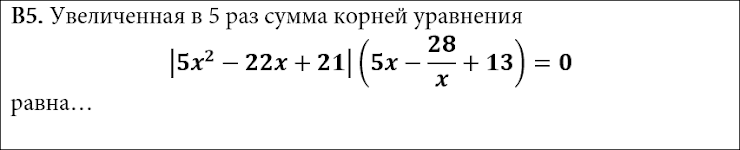 B5. Увеличенная в 5 раз сумма корней уравнения
|5x² − 22x + 21| (5x − 28/x + 13) = 0
равна…